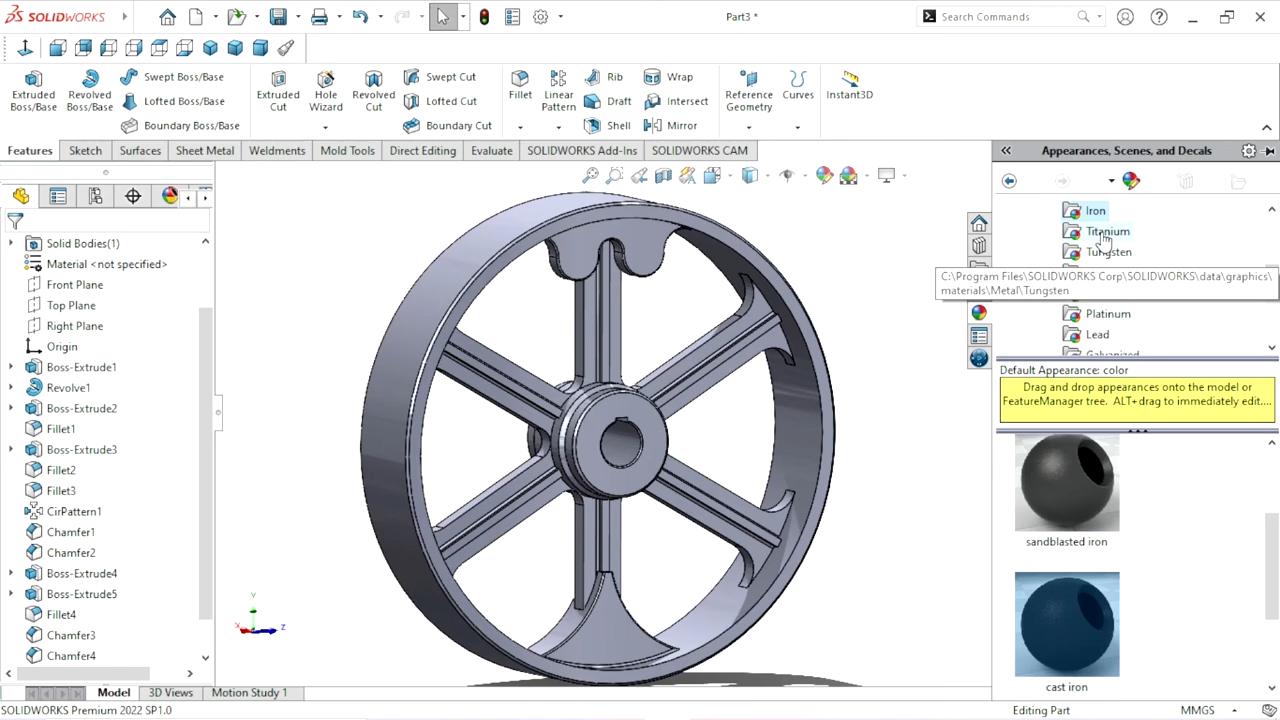 SOLIDWORKS
Part3 *
Search Commands
Extruded Boss/Base
Revolved Boss/Base
Swept Boss/Base
Lofted Boss/Base
Boundary Boss/Base
Extruded Cut
Hole Wizard
Revolved Cut
Swept Cut
Lofted Cut
Boundary Cut
Fillet
Linear Pattern
Rib
Draft
Shell
Wrap
Intersect
Mirror
Reference Geometry
Curves
Instant3D
Features
Sketch
Surfaces
Sheet Metal
Weldments
Mold Tools
Direct Editing
Evaluate
SOLIDWORKS Add-Ins
SOLIDWORKS CAM
Solid Bodies(1)
Material <not specified>
Front Plane
Top Plane
Right Plane
Origin
Boss-Extrude1
Revolve1
Boss-Extrude2
Fillet1
Boss-Extrude3
Fillet2
Fillet3
CirPattern1
Chamfer1
Chamfer2
Boss-Extrude4
Boss-Extrude5
Fillet4
Chamfer3
Chamfer4
Y
X
Z
Appearances, Scenes, and Decals
Iron
Titanium
Tungsten
C:\Program Files\SOLIDWORKS Corp\SOLIDWORKS\data\graphics\
materials\Metal\Tungsten
Platinum
Lead
Galvanized
Default Appearance: color
Drag and drop appearances onto the model or
FeatureManager tree. ALT+drag to immediately edit....
sandblasted iron
cast iron
Model
3D Views
Motion Study 1
SOLIDWORKS Premium 2022 SP1.0
Editing Part
MMGS